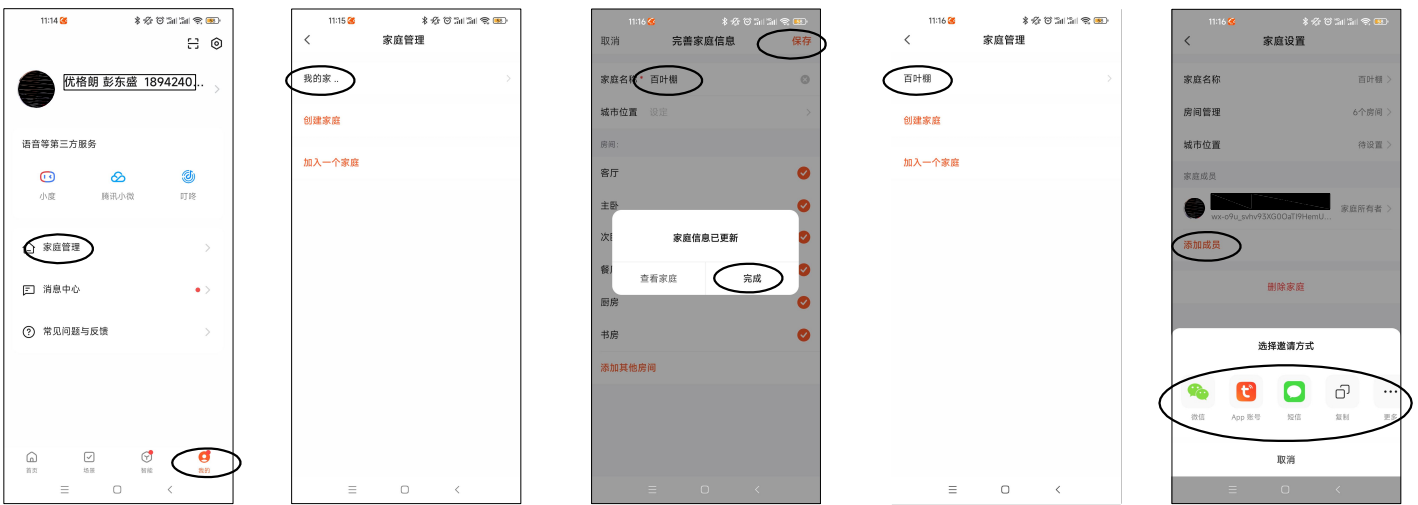 11:14
优格朗 彭东盛 1894240...
语音等第三方服务
小度
腾讯小微
叮咚
家庭管理
消息中心
常见问题与反馈
首页
场景
智能
我的
11:15
家庭管理
我的家 ..
创建家庭
加入一个家庭
11:16
取消
完善家庭信息
保存
家庭名称* 百叶棚
城市位置 设定
房间:
客厅
主卧
次
家庭信息已更新
餐
查看家庭
完成
厨房
书房
添加其他房间
11:16
家庭管理
百叶棚
创建家庭
加入一个家庭
11:16
家庭设置
家庭名称
百叶棚
房间管理
6个房间
城市位置
待设置
家庭成员
家庭所有者
添加成员
删除家庭
选择邀请方式
微信
App 账号
短信
复制
更多
取消